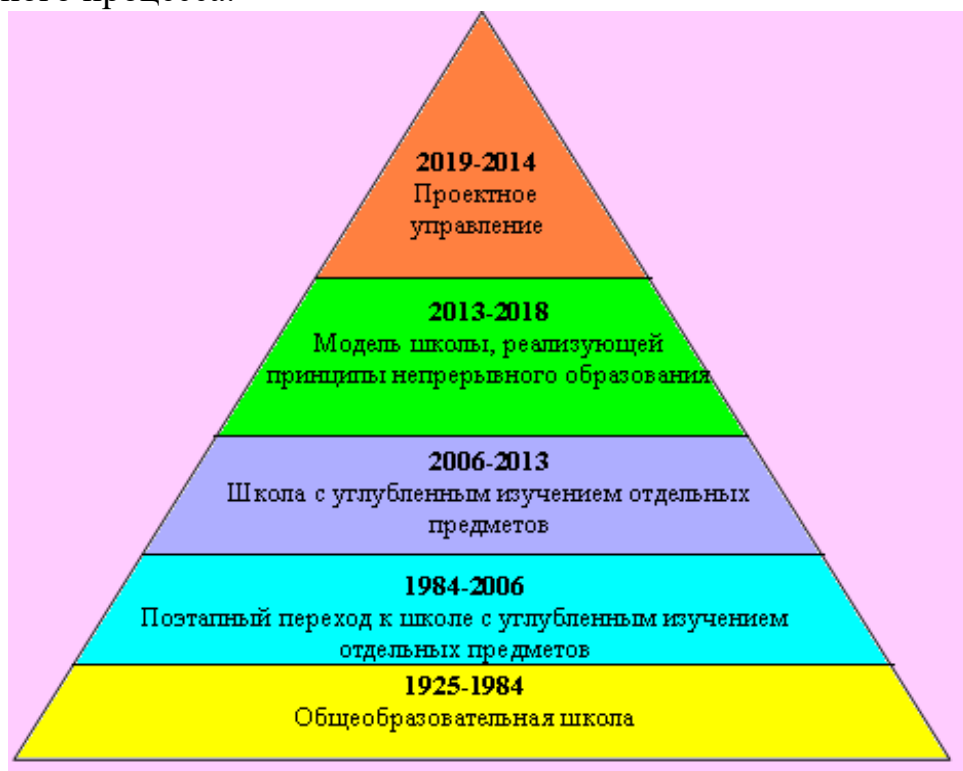 2019-2014
Проектное
управление
2013-2018
Модель школы, реализующей
принципы непрерывного образования
2006-2013
Школа с углубленным изучением отдельных
предметов
1984-2006
Поэтапный переход к школе с углубленным изучением
отдельных предметов
1925-1984
Общеобразовательная школа